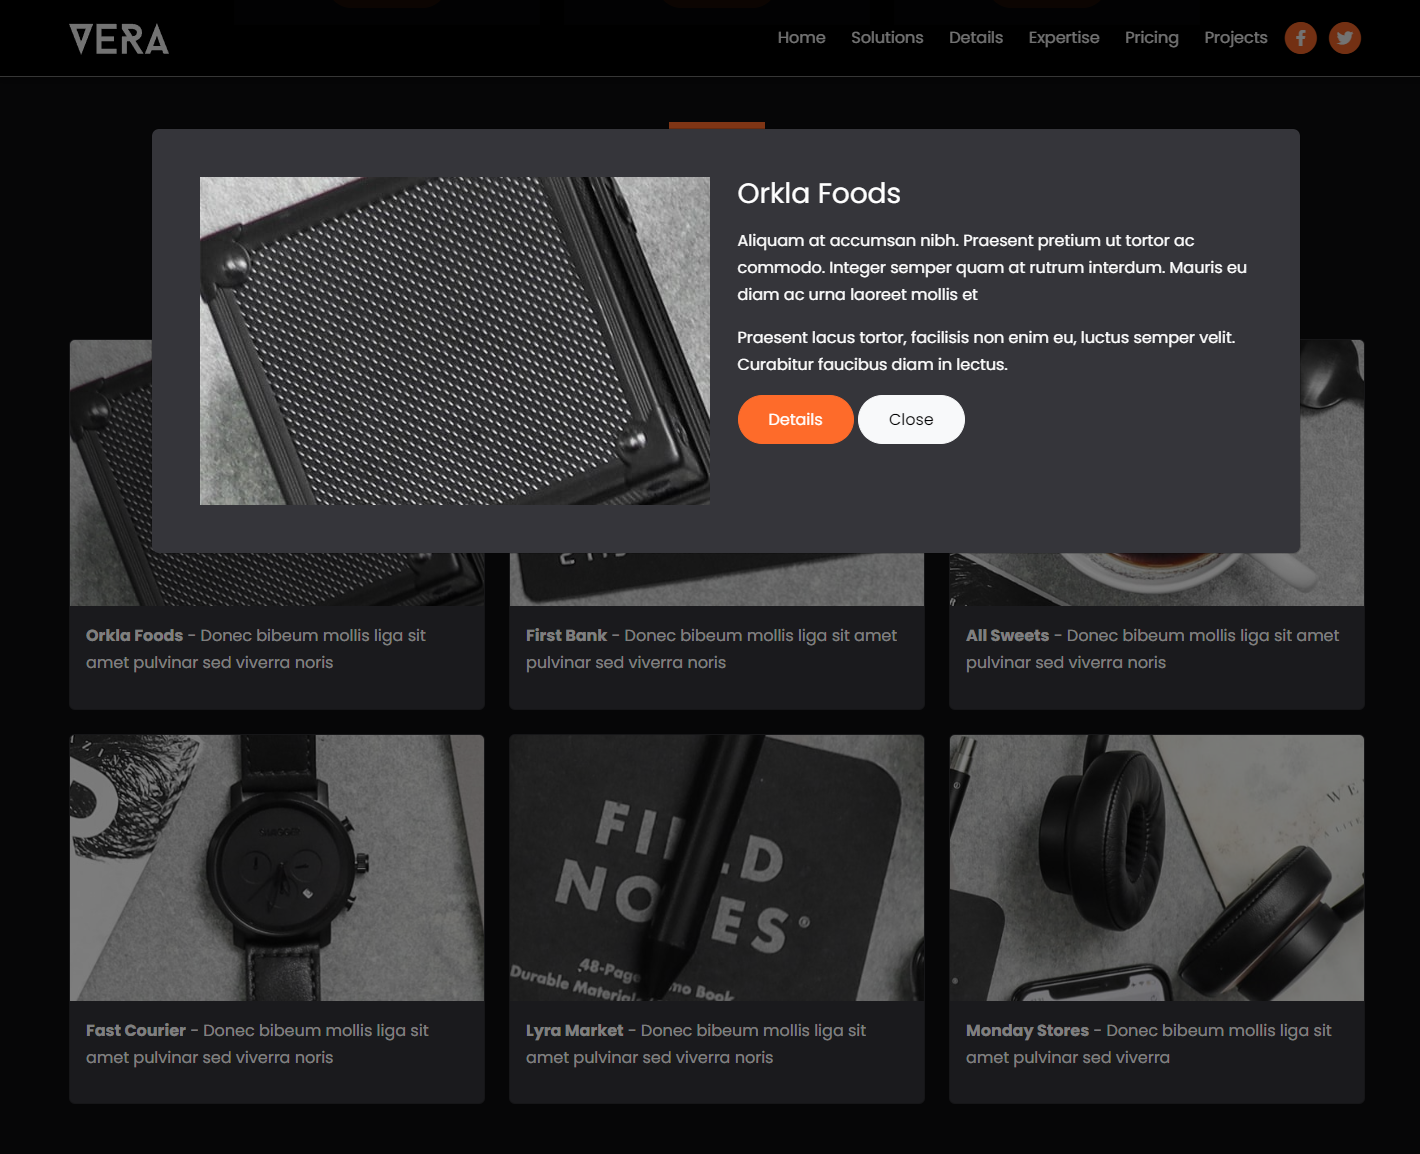 VERA
Home Solutions Details Expertise Pricing Projects
Orkla Foods
Aliquam at accumsan nibh. Praesent pretium ut tortor ac
commodo. Integer semper quam at rutrum interdum. Mauris eu
diam ac urna laoreet mollis et
Praesent lacus tortor, facilisis non enim eu, luctus semper velit.
Curabitur faucibus diam in lectus.
Details Close
Orkla Foods - Donec bibeum mollis liga sit
amet pulvinar sed viverra noris
First Bank - Donec bibeum mollis liga sit amet
pulvinar sed viverra noris
All Sweets - Donec bibeum mollis liga sit amet
pulvinar sed viverra noris
48-Page
Durable
Fast Courier - Donec bibeum mollis liga sit
amet pulvinar sed viverra noris
Lyra Market - Donec bibeum mollis liga sit
amet pulvinar sed viverra noris
Monday Stores - Donec bibeum mollis liga sit
amet pulvinar sed viverra